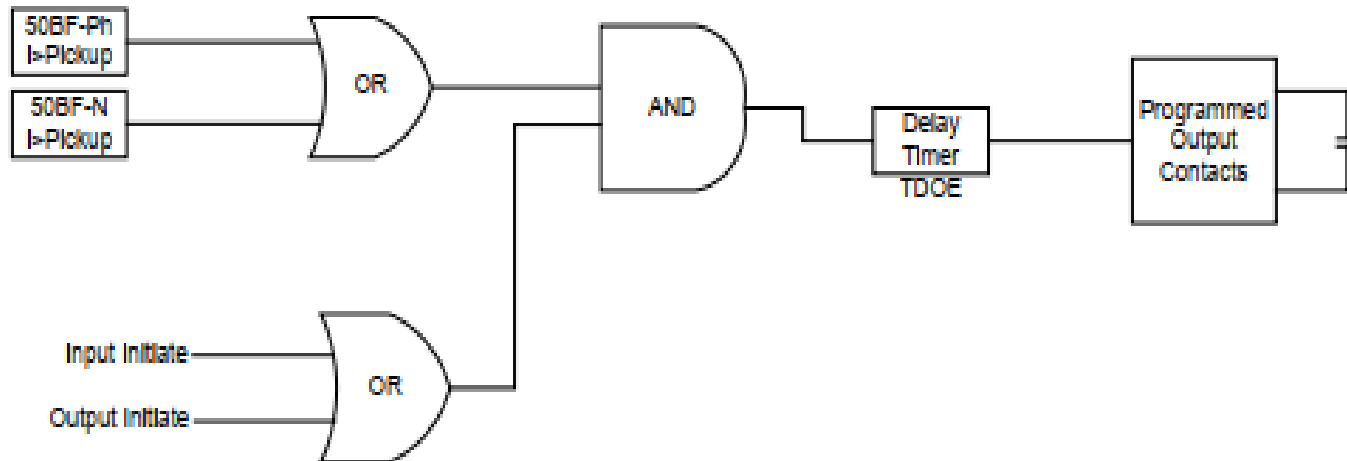 50BF-Ph
I>Pickup
50BF-N
I>Pickup
OR
AND
Delay
Timer
TDOE
Programmed
Output
Contacts
Input Initiate
Output Initiate
OR